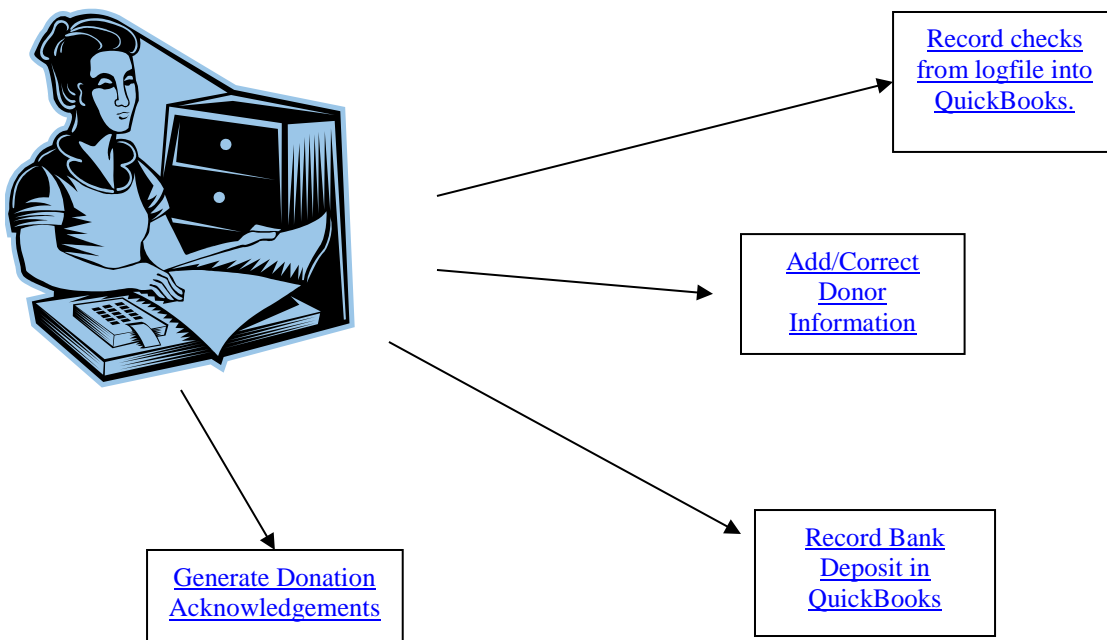 Record checks
from logfile into
QuickBooks.
Add/Correct
Donor
Information
Record Bank
Deposit in
QuickBooks
Generate Donation
Acknowledgements